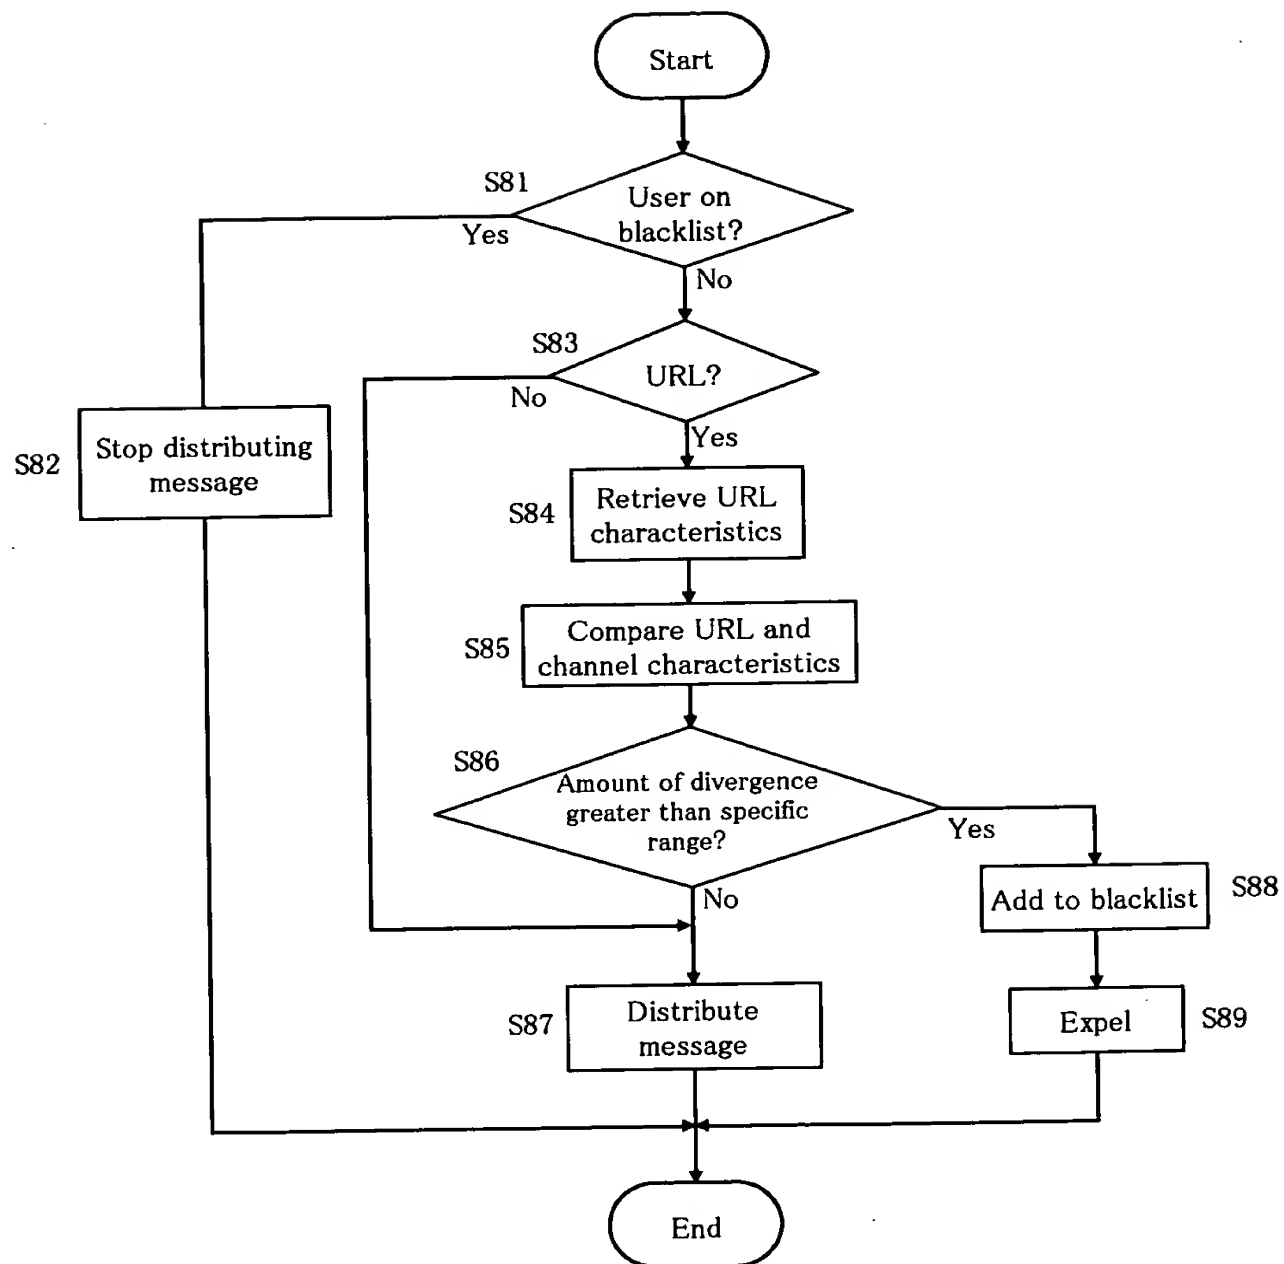 Start
S81
User on
blacklist?
Yes
No
S83
URL?
No
Yes
S82
Stop distributing
message
S84
Retrieve URL
characteristics
S85
Compare URL and
channel characteristics
S86
Amount of divergence
greater than specific
range?
Yes
No
Add to blacklist
S88
S87
Distribute
message
Expel
S89
End